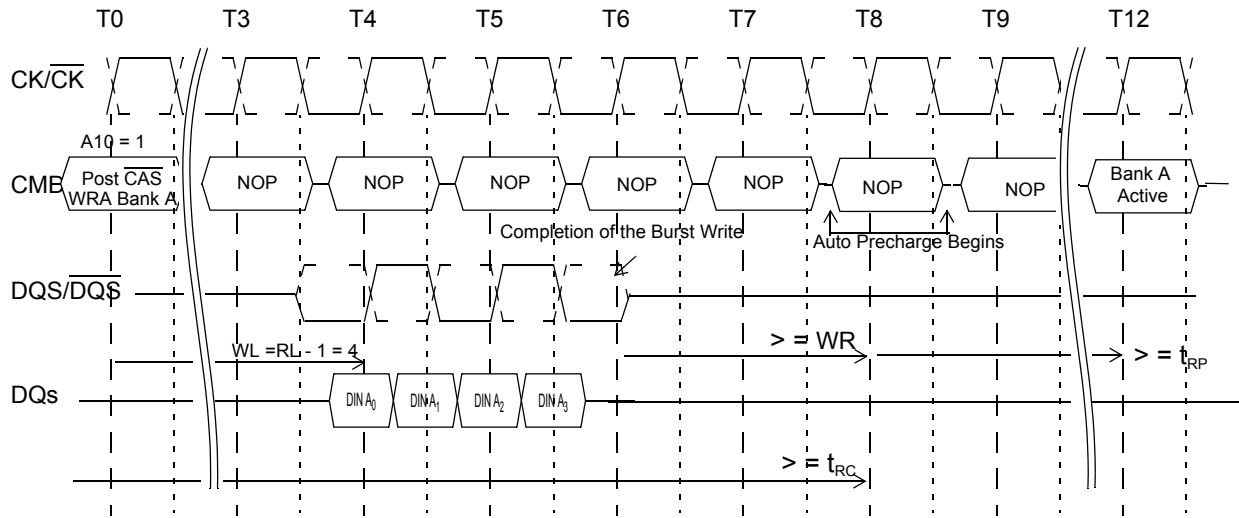 T0 T3 T4 T5 T6 T7 T8 T9 T12
CK/CK
A10 = 1
CMB
Post CAS
WRA Bank A
NOP NOP NOP NOP NOP NOP NOP
Bank A
Active
Completion of the Burst Write
Auto Precharge Begins
DQS/DQS
WL =RL - 1 = 4
> = WR
> = tRP
DQs
DIN A0 DIN A1 DIN A2 DIN A3
> = tRC